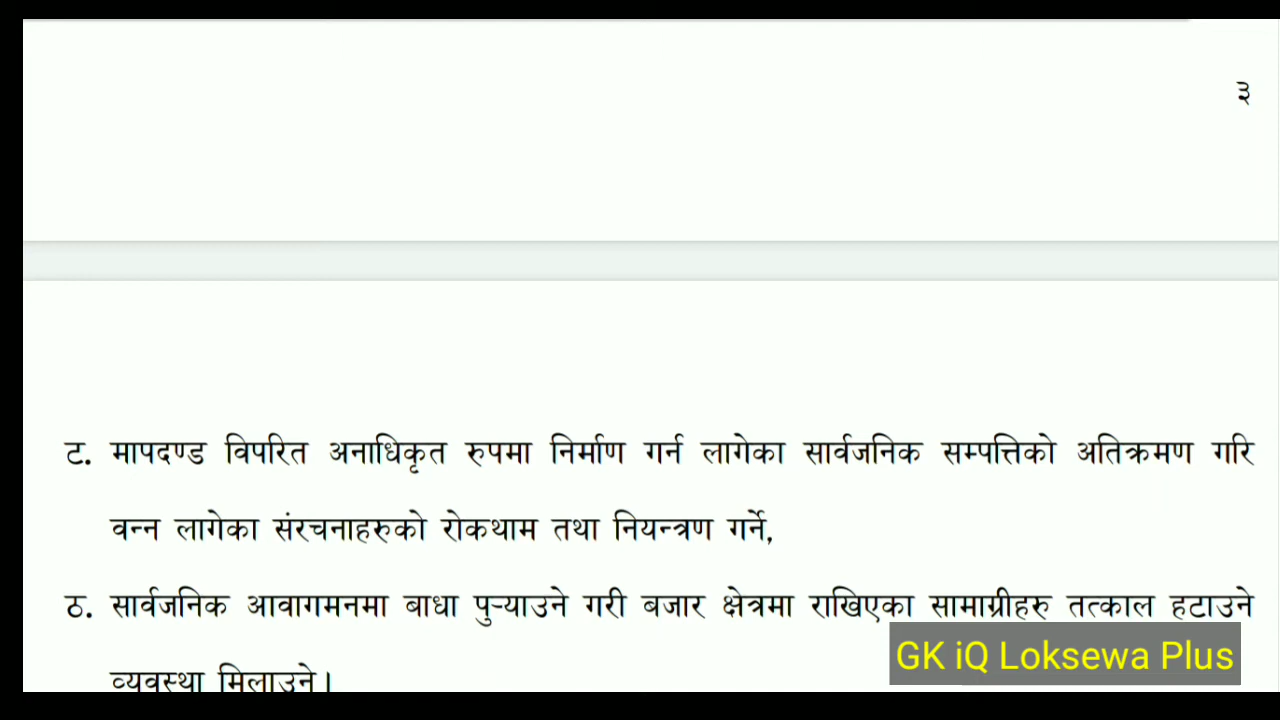 ३
ट. मापदण्ड विपरित अनाधिकृत रुपमा निर्माण गर्न लागेका सार्वजनिक सम्पत्तिको अतिक्रमण गरि
वन्न लागेका संरचनाहरुको रोकथाम तथा नियन्त्रण गर्ने,
ठ. सार्वजनिक आवागमनमा बाधा पुऱ्याउने गरी बजार क्षेत्रमा राखिएका सामाग्रीहरु तत्काल हटाउने
व्यवस्था मिलाउने।
GK iQ Loksewa Plus